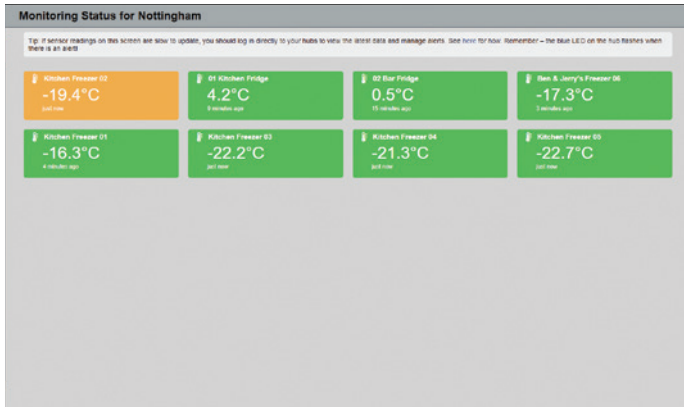 Monitoring Status for Nottingham
Tip: If sensor readings on this screen are slow to update, you should log in directly to your hubs to view the latest data and manage alerts. See here for how. Remember – the blue LED on the hub flashes when
there is an alert!
Kitchen Freezer 02
-19.4°C
just now
01 Kitchen Fridge
4.2°C
9 minutes ago
02 Bar Fridge
0.5°C
15 minutes ago
Ben & Jerry's Freezer 06
-17.3°C
3 minutes ago
Kitchen Freezer 01
-16.3°C
4 minutes ago
Kitchen Freezer 03
-22.2°C
just now
Kitchen Freezer 04
-21.3°C
just now
Kitchen Freezer 05
-22.7°C
just now